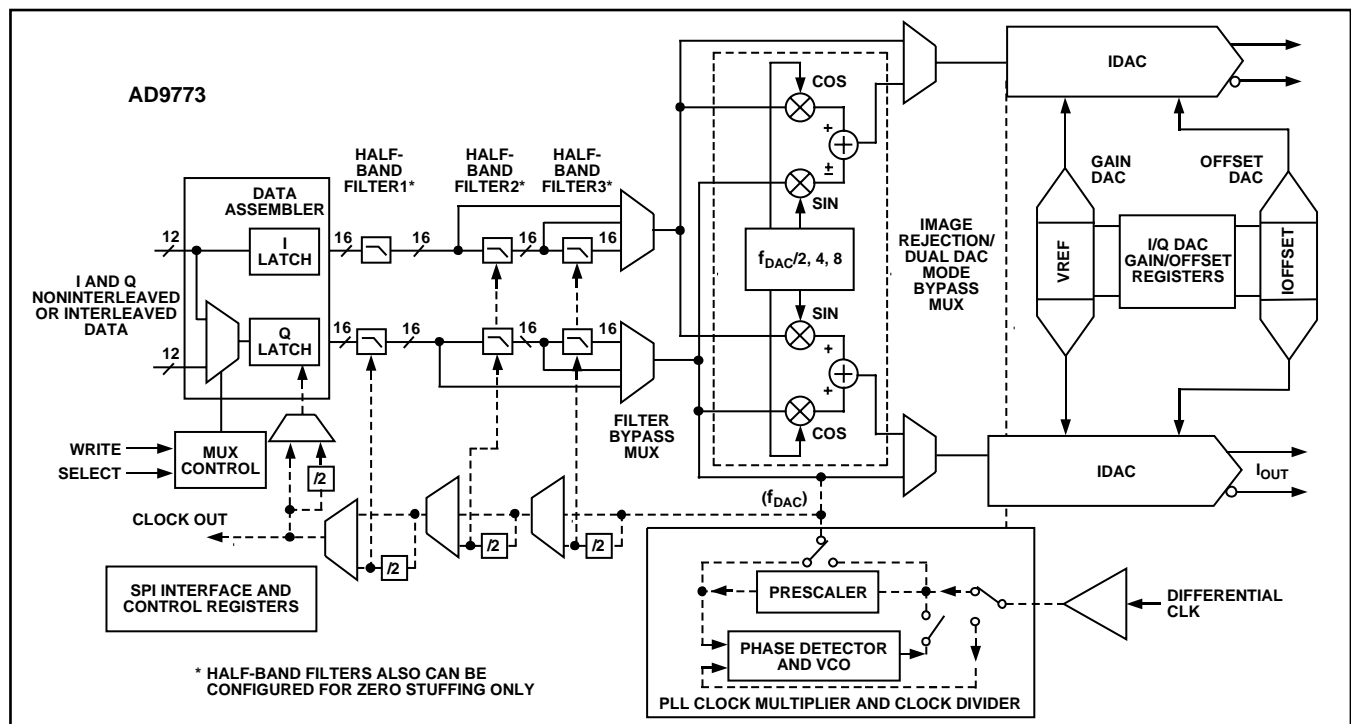 AD9773
HALF-
BAND
FILTER1*
HALF-
BAND
FILTER2*
HALF-
BAND
FILTER3*
DATA
ASSEMBLER
12
I
LATCH
16
16
16
16
I AND Q
NONINTERLEAVED
OR INTERLEAVED
DATA
12
Q
LATCH
16
16
16
16
WRITE
SELECT
MUX
CONTROL
/2
CLOCK OUT
/2
/2
/2
SPI INTERFACE AND
CONTROL REGISTERS
* HALF-BAND FILTERS ALSO CAN BE
CONFIGURED FOR ZERO STUFFING ONLY
FILTER
BYPASS
MUX
COS
+
±
SIN
fDAC/2, 4, 8
SIN
+
+
COS
(fDAC)
IMAGE
REJECTION/
DUAL DAC
MODE
BYPASS
MUX
IDAC
GAIN
DAC
OFFSET
DAC
VREF
I/Q DAC
GAIN/OFFSET
REGISTERS
IOFFSET
IDAC
IOUT
PRESCALER
PHASE DETECTOR
AND VCO
DIFFERENTIAL
CLK
PLL CLOCK MULTIPLIER AND CLOCK DIVIDER